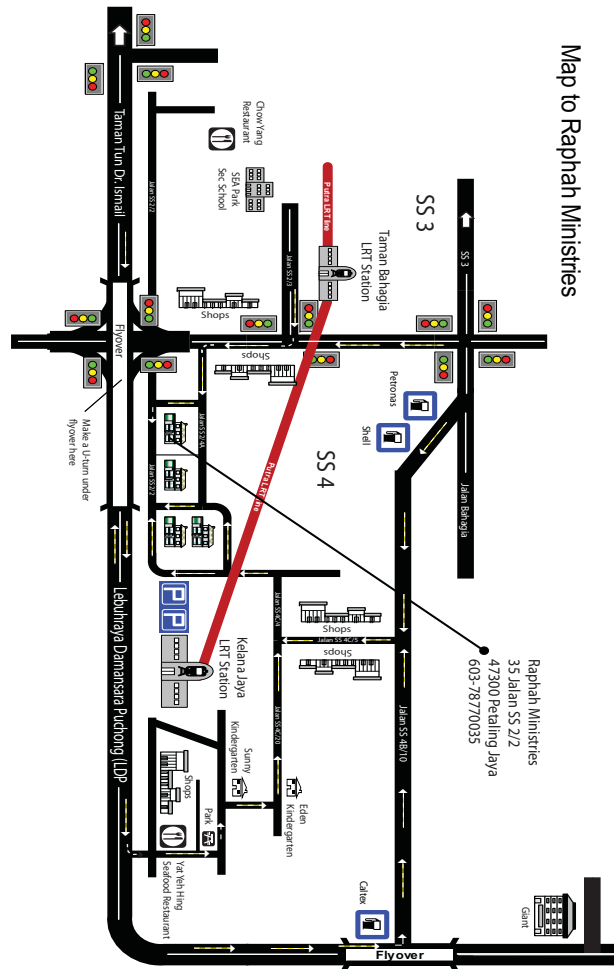 Map to Raphah Ministries
Giant
Raphah Ministries
35 Jalan SS 2/2
47300 Petaling Jaya
603-78770035
SS 3
Jalan Bahagia
SS 3
Petronas
Shell
Jalan SS 4B/10
Flyover
Caltex
Taman Bahagia
LRT Station
Putra LRT line
SS 4
Shops
Jalan SS 4C/5
Shops
Eden
Kindergarten
Jalan SS 2/3
Jalan SS 4C/4
Jalan SS 4C/20
Chow Yang
Restaurant
SEA Park
Sec School
Shops
Shops
Putra LRT line
Kelana Jaya
LRT Station
Sunny
Kindergarten
Jalan SS 2/4A
P P
Shops
Park
Yat Yeh Hing
Seafood Restaurant
Jalan SS 2/2
Jalan SS 2/2
Taman Tun Dr. Ismail
Flyover
Lebuhraya Damansara Puchong (LDP
Make a U-turn under
flyover here